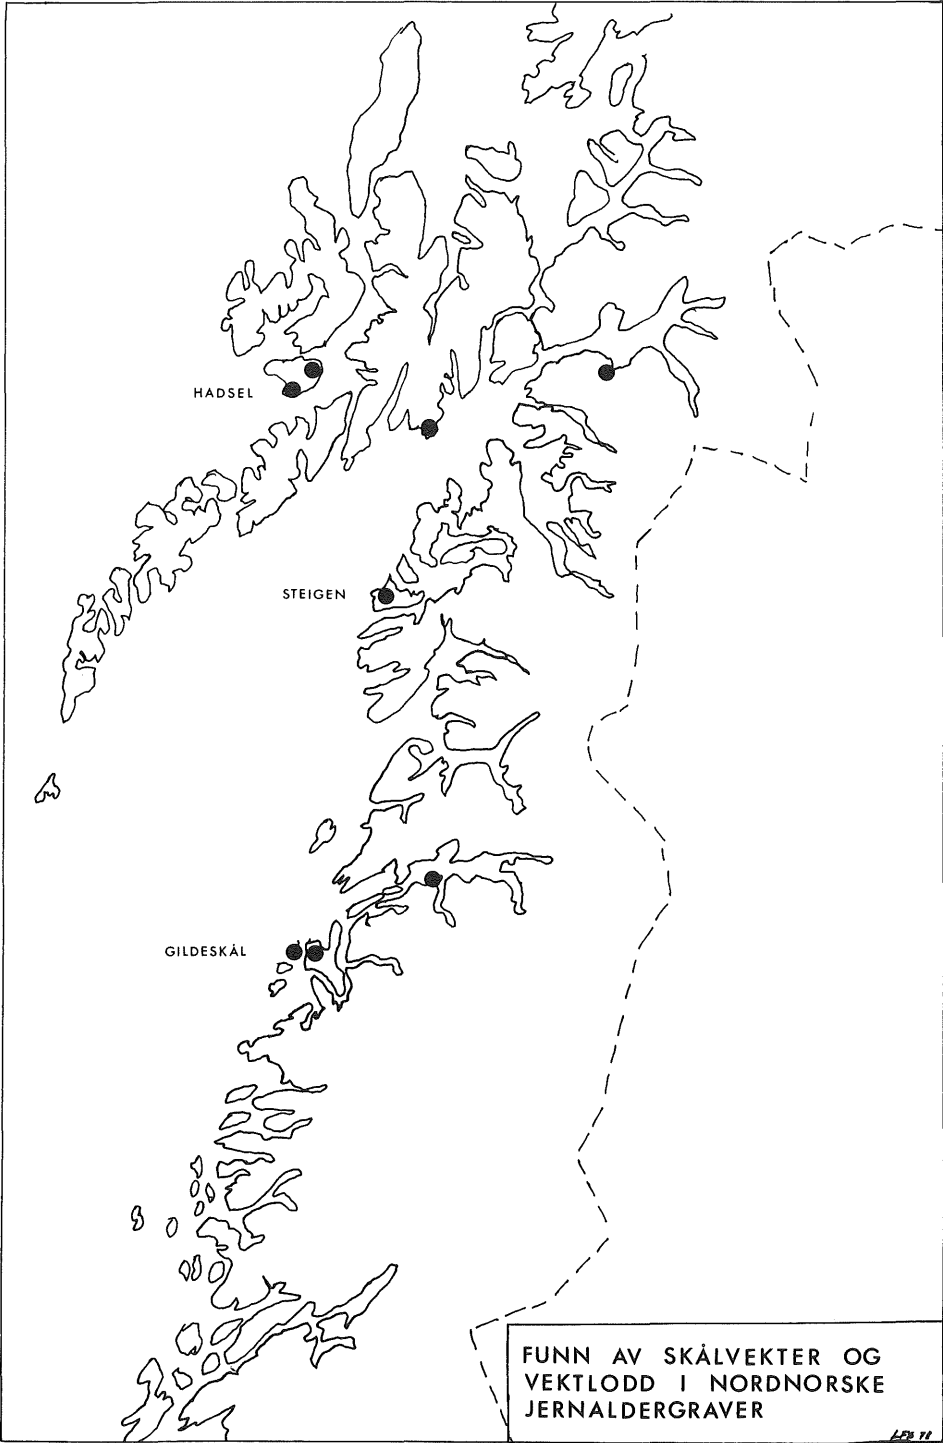 HADSEL
STEIGEN
GILDESKÅL
FUNN AV SKÅLVEKTER OG
VEKTLODD I NORDNORSKE
JERNALDERGRAVER